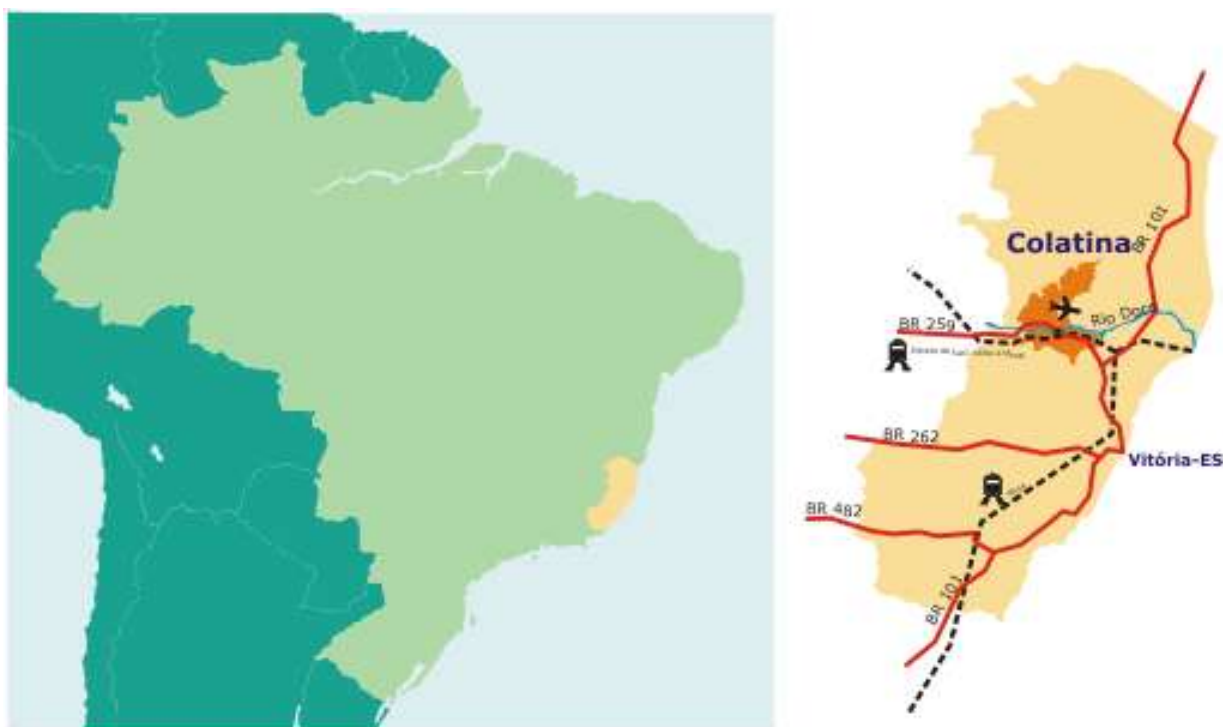 Colatina
BR 101
Rio Doce
BR 259
BR 262
Vitória-ES
BR 482
BR 101